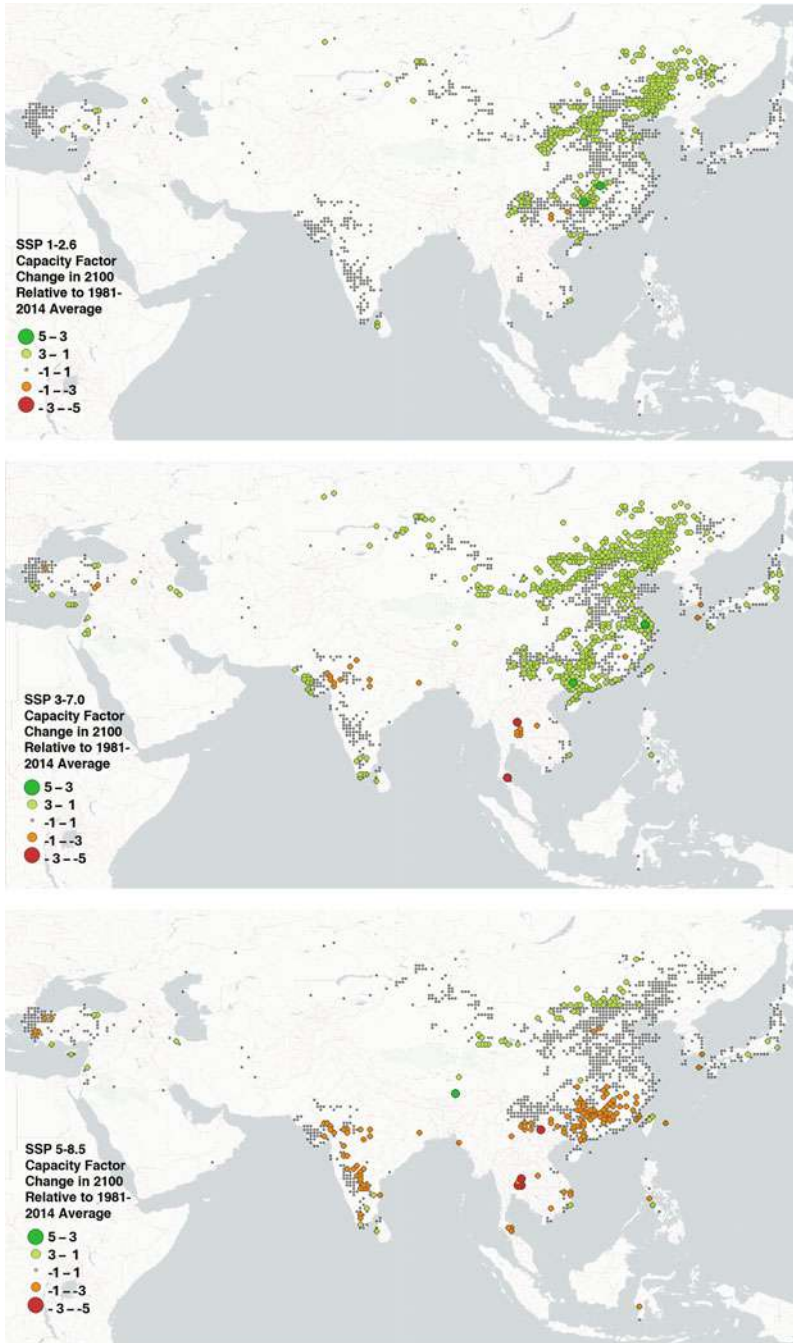 SSP 1-2.6
Capacity Factor
Change in 2100
Relative to 1981-
2014 Average
5 – 3
3 – 1
-1 – 1
-1 – -3
- 3 – -5
SSP 3-7.0
Capacity Factor
Change in 2100
Relative to 1981-
2014 Average
5 – 3
3 – 1
-1 – 1
-1 – -3
- 3 – -5
SSP 5-8.5
Capacity Factor
Change in 2100
Relative to 1981-
2014 Average
5 – 3
3 – 1
-1 – 1
-1 – -3
- 3 – -5